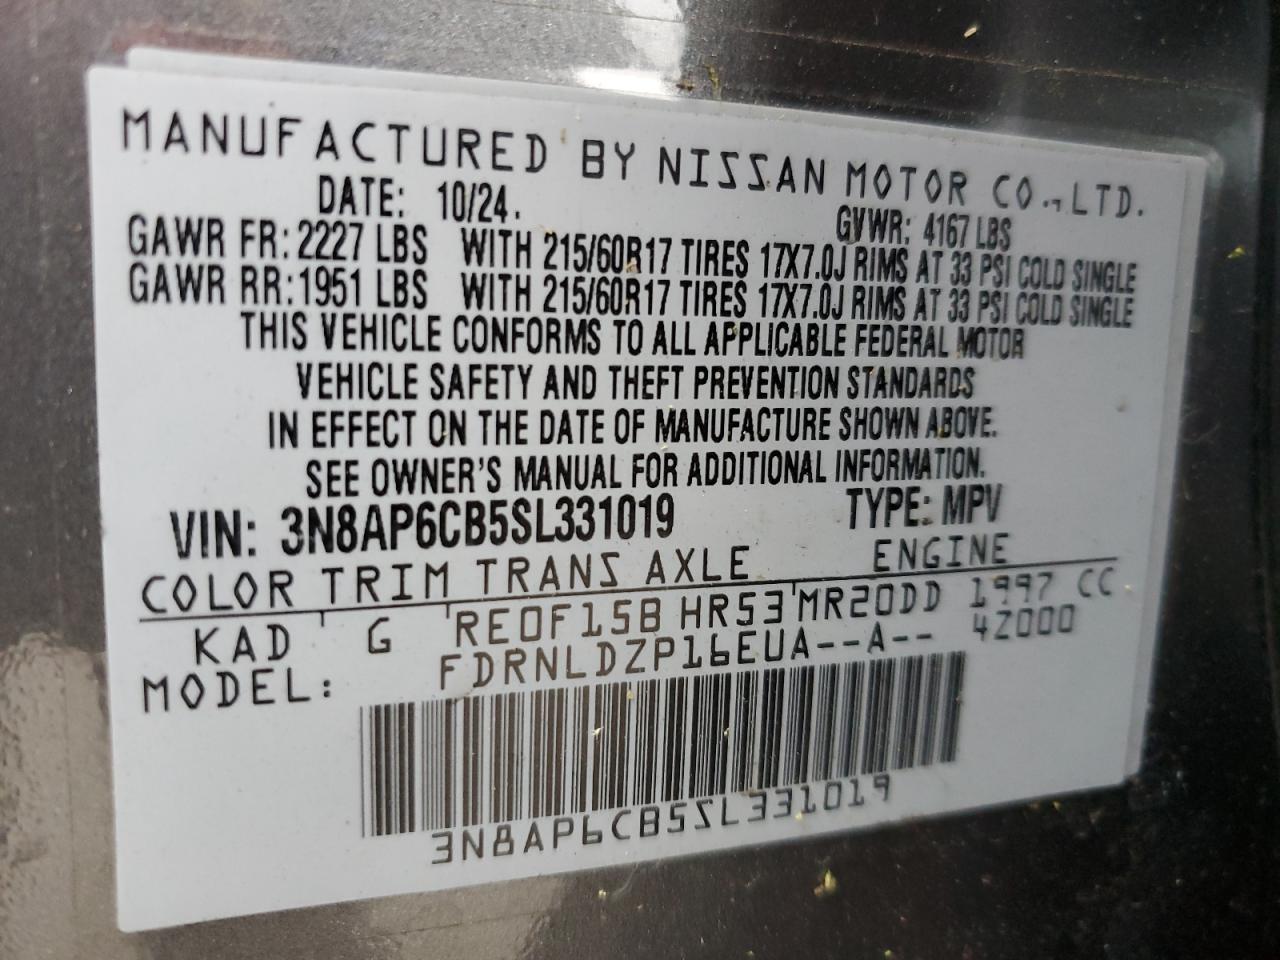 MANUFACTURED BY NISSAN MOTOR CO., LTD.
DATE: 10/24. GVWR: 4167 LBS
GAWR FR: 2227 LBS WITH 215/60R17 TIRES 17X7.0J RIMS AT 33 PSI COLD SINGLE
GAWR RR: 1951 LBS WITH 215/60R17 TIRES 17X7.0J RIMS AT 33 PSI COLD SINGLE
THIS VEHICLE CONFORMS TO ALL APPLICABLE FEDERAL MOTOR
VEHICLE SAFETY AND THEFT PREVENTION STANDARDS
IN EFFECT ON THE DATE OF MANUFACTURE SHOWN ABOVE.
SEE OWNER'S MANUAL FOR ADDITIONAL INFORMATION.
VIN: 3N8AP6CB5SL331019 TYPE: MPV
COLOR TRIM TRANS AXLE ENGINE
KAD G RE0F15B HR53 MR20DD 1997 CC
MODEL: FDRNLDZP16EUA--A-- 42000
3N8AP6CB5SL331019